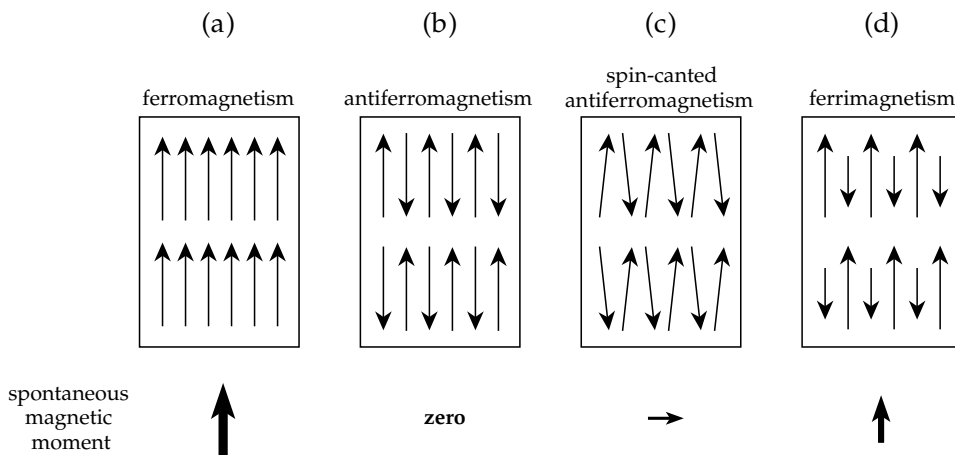 (a)
(b)
(c)
(d)
ferromagnetism
antiferromagnetism
spin-canted
antiferromagnetism
ferrimagnetism
spontaneous
magnetic
moment
zero